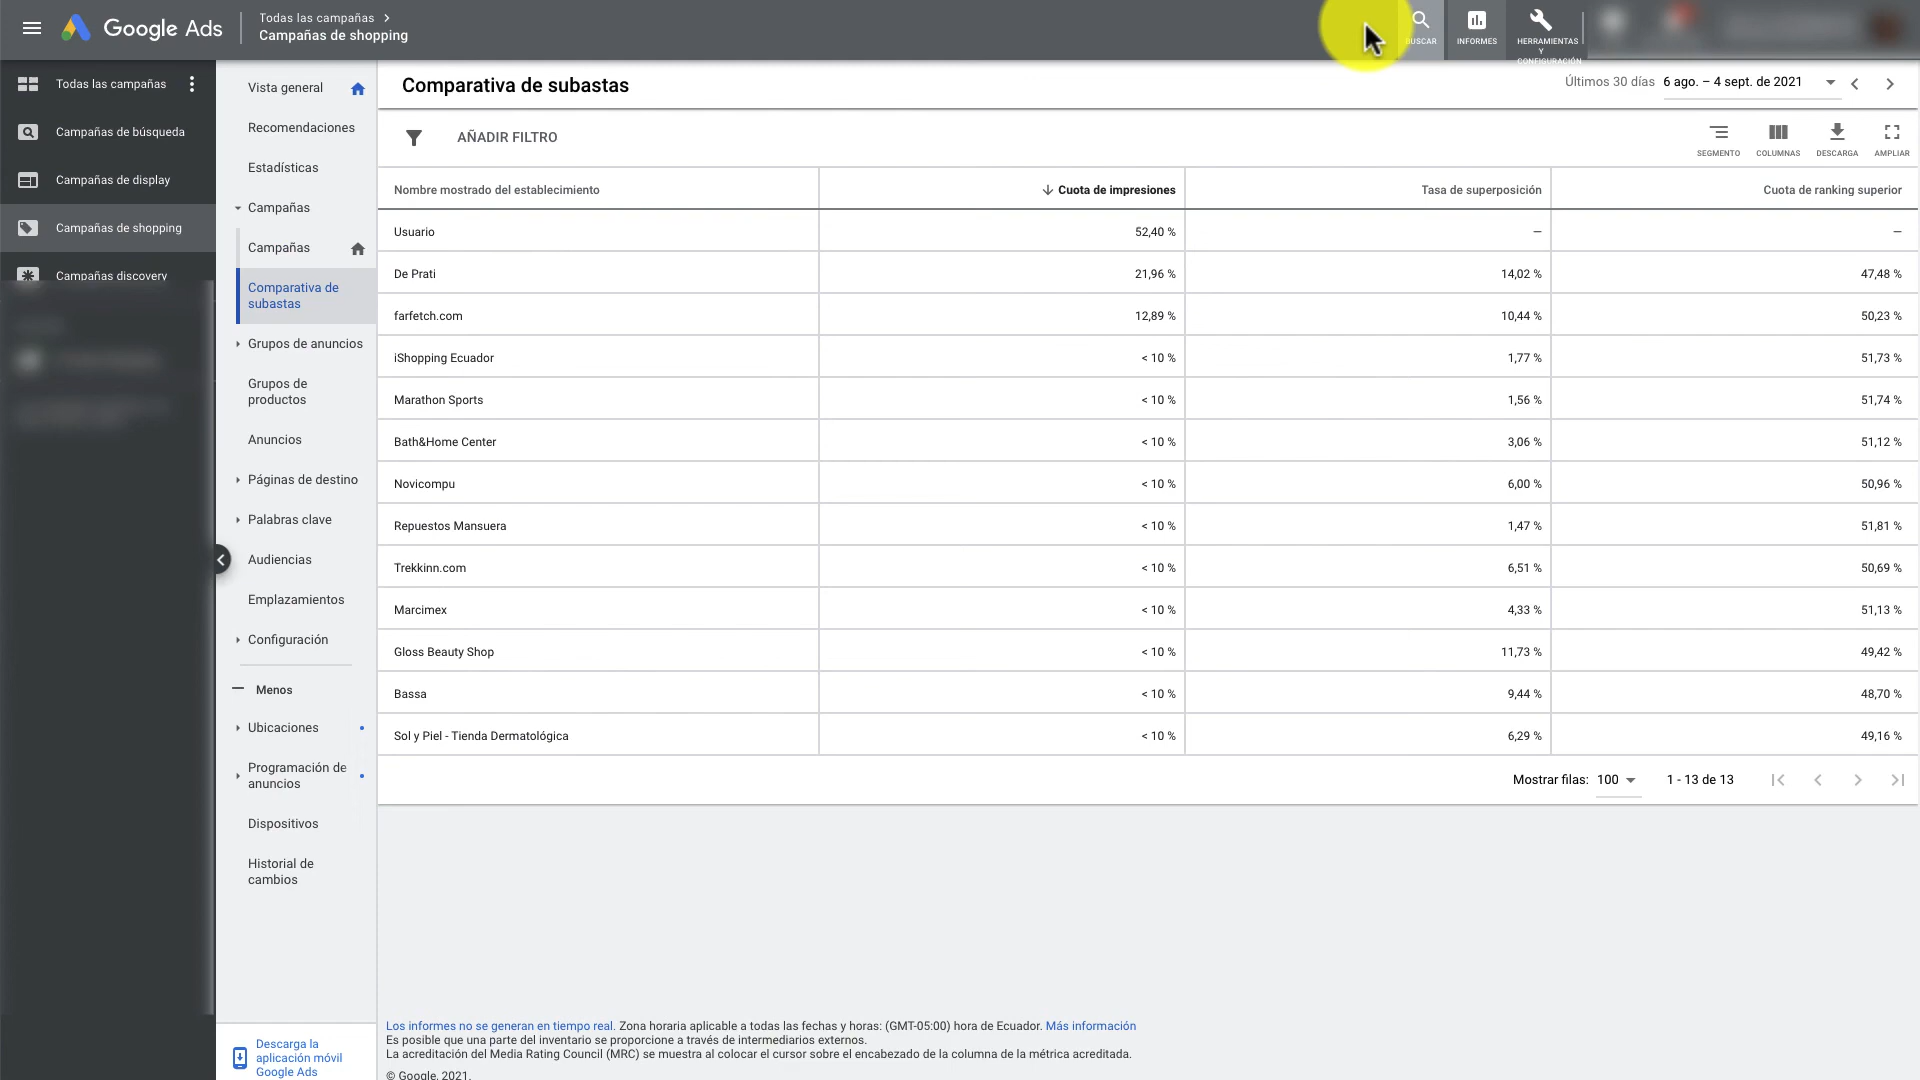 Google Ads
Todas las campañas
Campañas de shopping
BUSCAR
INFORMES
HERRAMIENTAS
Y
CONFIGURACIÓN
Todas las campañas
Campañas de búsqueda
Campañas de display
Campañas de shopping
Campañas discovery
Vista general
Recomendaciones
Estadísticas
Campañas
Campañas
Comparativa de
subastas
Grupos de anuncios
Grupos de
productos
Anuncios
Páginas de destino
Palabras clave
Audiencias
Emplazamientos
Configuración
Menos
Ubicaciones
Programación de
anuncios
Dispositivos
Historial de
cambios
Descarga la
aplicación móvil
Google Ads
Comparativa de subastas
Últimos 30 días 6 ago. – 4 sept. de 2021
AÑADIR FILTRO
SEGMENTO COLUMNAS DESCARGA AMPLIAR
Nombre mostrado del establecimiento Cuota de impresiones Tasa de superposición Cuota de ranking superior
Usuario 52,40 % — —
De Prati 21,96 % 14,02 % 47,48 %
farfetch.com 12,89 % 10,44 % 50,23 %
iShopping Ecuador < 10 % 1,77 % 51,73 %
Marathon Sports < 10 % 1,56 % 51,74 %
Bath&Home Center < 10 % 3,06 % 51,12 %
Novicompu < 10 % 6,00 % 50,96 %
Repuestos Mansuera < 10 % 1,47 % 51,81 %
Trekkinn.com < 10 % 6,51 % 50,69 %
Marcimex < 10 % 4,33 % 51,13 %
Gloss Beauty Shop < 10 % 11,73 % 49,42 %
Bassa < 10 % 9,44 % 48,70 %
Sol y Piel - Tienda Dermatológica < 10 % 6,29 % 49,16 %
Mostrar filas: 100 1 - 13 de 13
Los informes no se generan en tiempo real. Zona horaria aplicable a todas las fechas y horas: (GMT-05:00) hora de Ecuador. Más información
Es posible que una parte del inventario se proporcione a través de intermediarios externos.
La acreditación del Media Rating Council (MRC) se muestra al colocar el cursor sobre el encabezado de la columna de la métrica acreditada.
© Google, 2021.